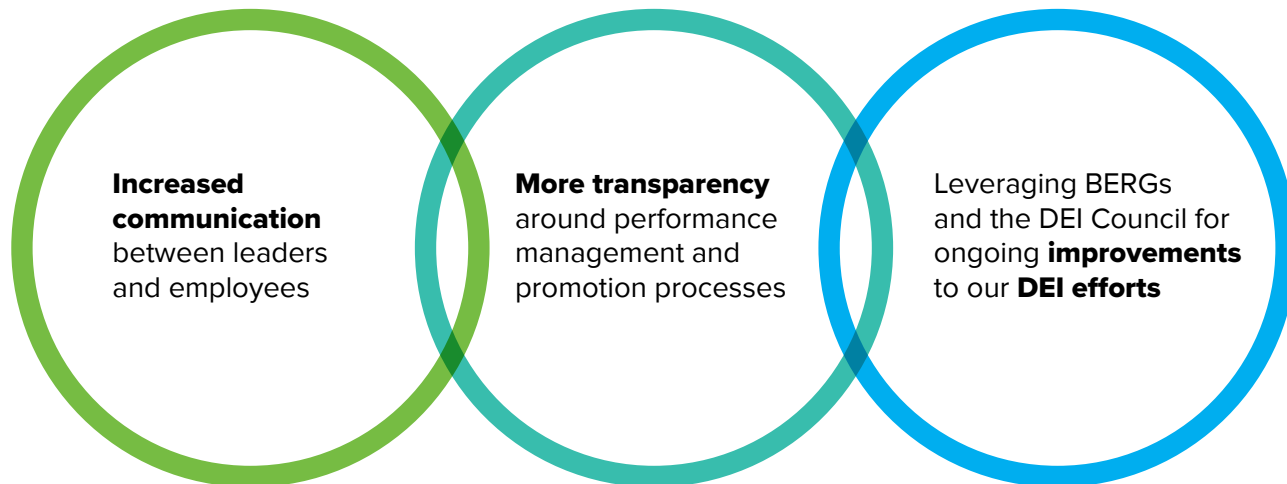 Increased
communication
between leaders
and employees
More transparency
around performance
management and
promotion processes
Leveraging BERGs
and the DEI Council for
ongoing improvements
to our DEI efforts